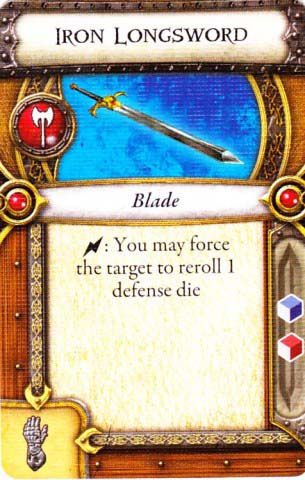 Iron Longsword
Blade
: You may force
the target to reroll 1
defense die